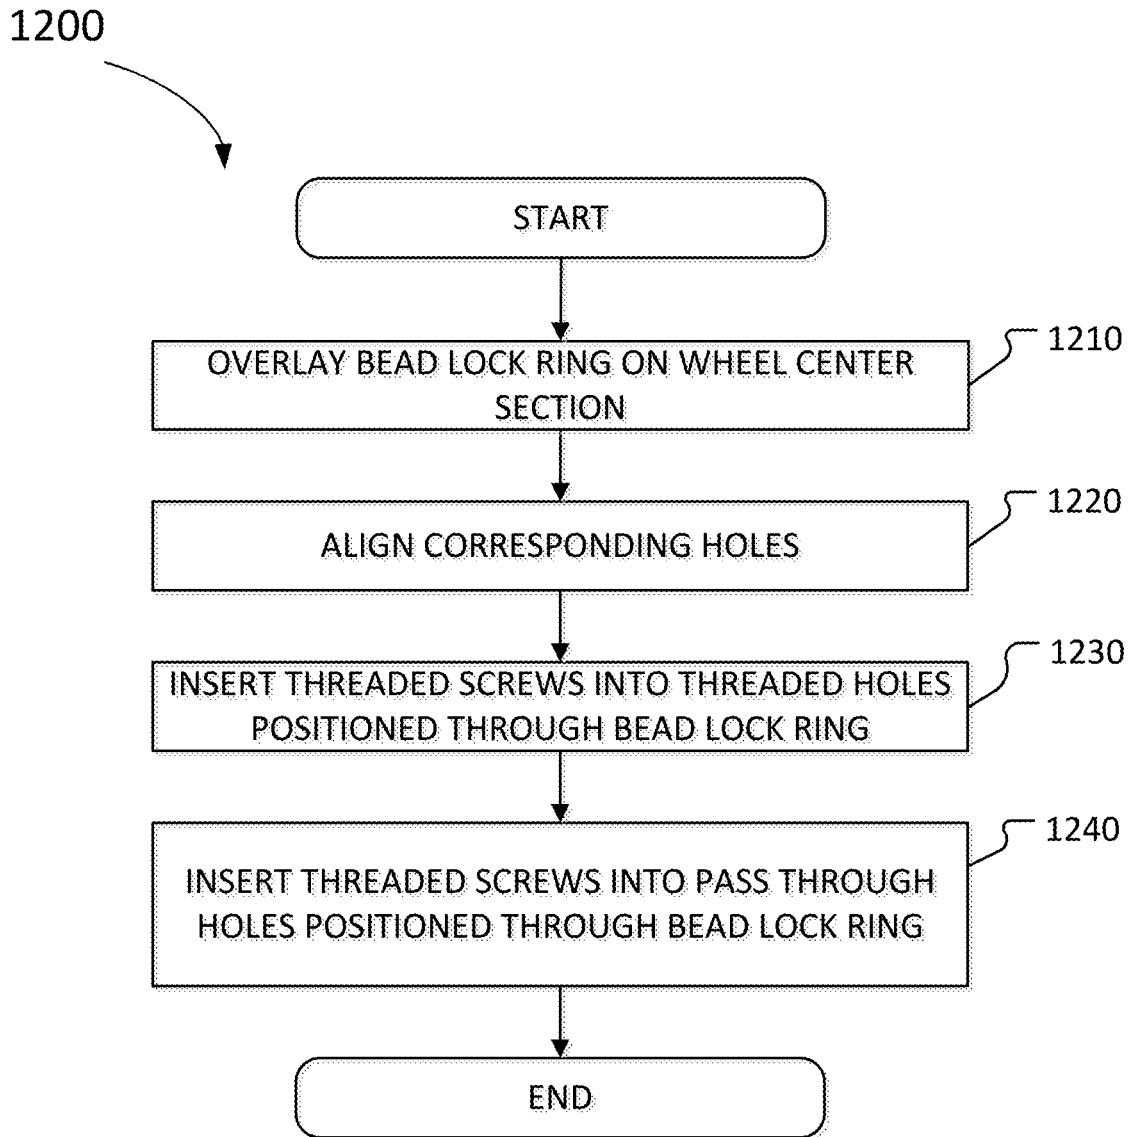 1200
START
OVERLAY BEAD LOCK RING ON WHEEL CENTER
SECTION
1210
ALIGN CORRESPONDING HOLES
1220
INSERT THREADED SCREWS INTO THREADED HOLES
POSITIONED THROUGH BEAD LOCK RING
1230
INSERT THREADED SCREWS INTO PASS THROUGH
HOLES POSITIONED THROUGH BEAD LOCK RING
1240
END